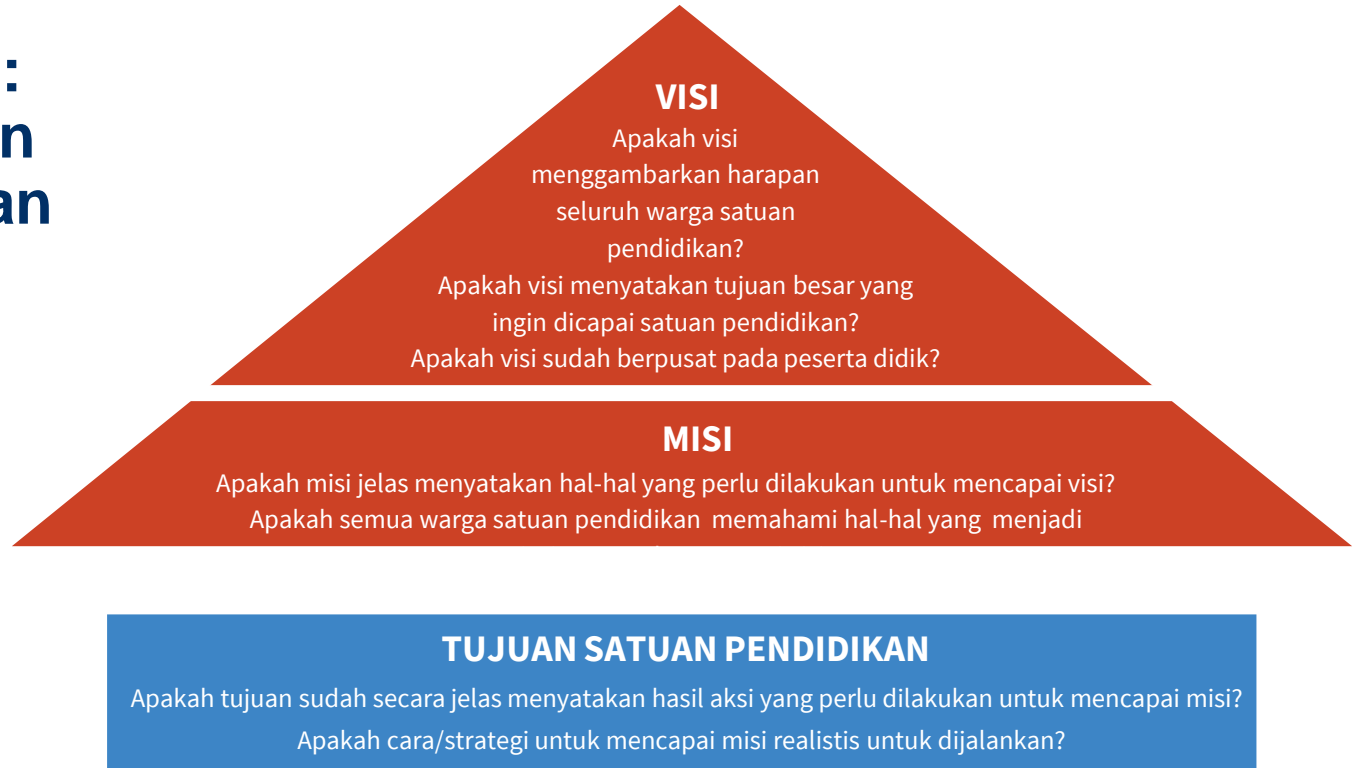 :
n
an
VISI
Apakah visi
menggambarkan harapan
seluruh warga satuan
pendidikan?
Apakah visi menyatakan tujuan besar yang
ingin dicapai satuan pendidikan?
Apakah visi sudah berpusat pada peserta didik?
MISI
Apakah misi jelas menyatakan hal-hal yang perlu dilakukan untuk mencapai visi?
Apakah semua warga satuan pendidikan memahami hal-hal yang menjadi
TUJUAN SATUAN PENDIDIKAN
Apakah tujuan sudah secara jelas menyatakan hasil aksi yang perlu dilakukan untuk mencapai misi?
Apakah cara/strategi untuk mencapai misi realistis untuk dijalankan?